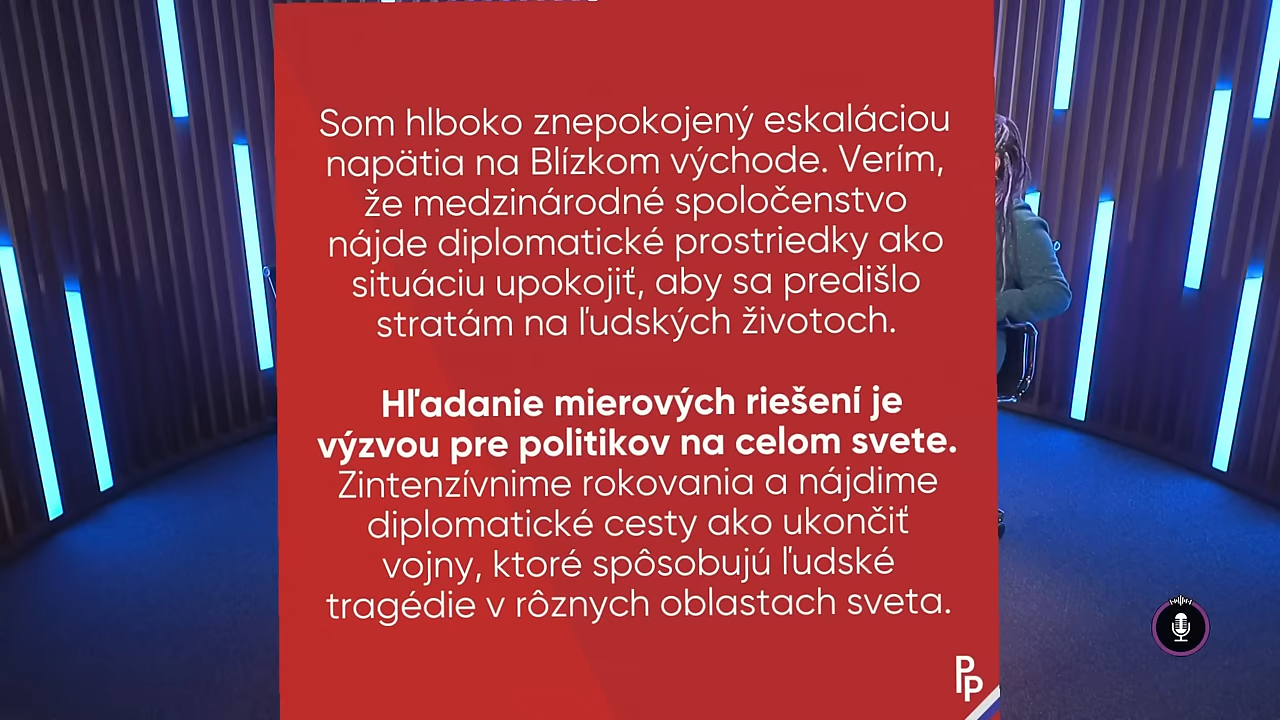 Som hlboko znepokojený eskaláciou
napätia na Blízkom východe. Verím,
že medzinárodné spoločenstvo
nájde diplomatické prostriedky ako
situáciu upokojiť, aby sa predišlo
stratám na ľudských životoch.
Hľadanie mierových riešení je
výzvou pre politikov na celom svete.
Zintenzívnime rokovania a nájdime
diplomatické cesty ako ukončiť
vojny, ktoré spôsobujú ľudské
tragédie v rôznych oblastach sveta.
PP